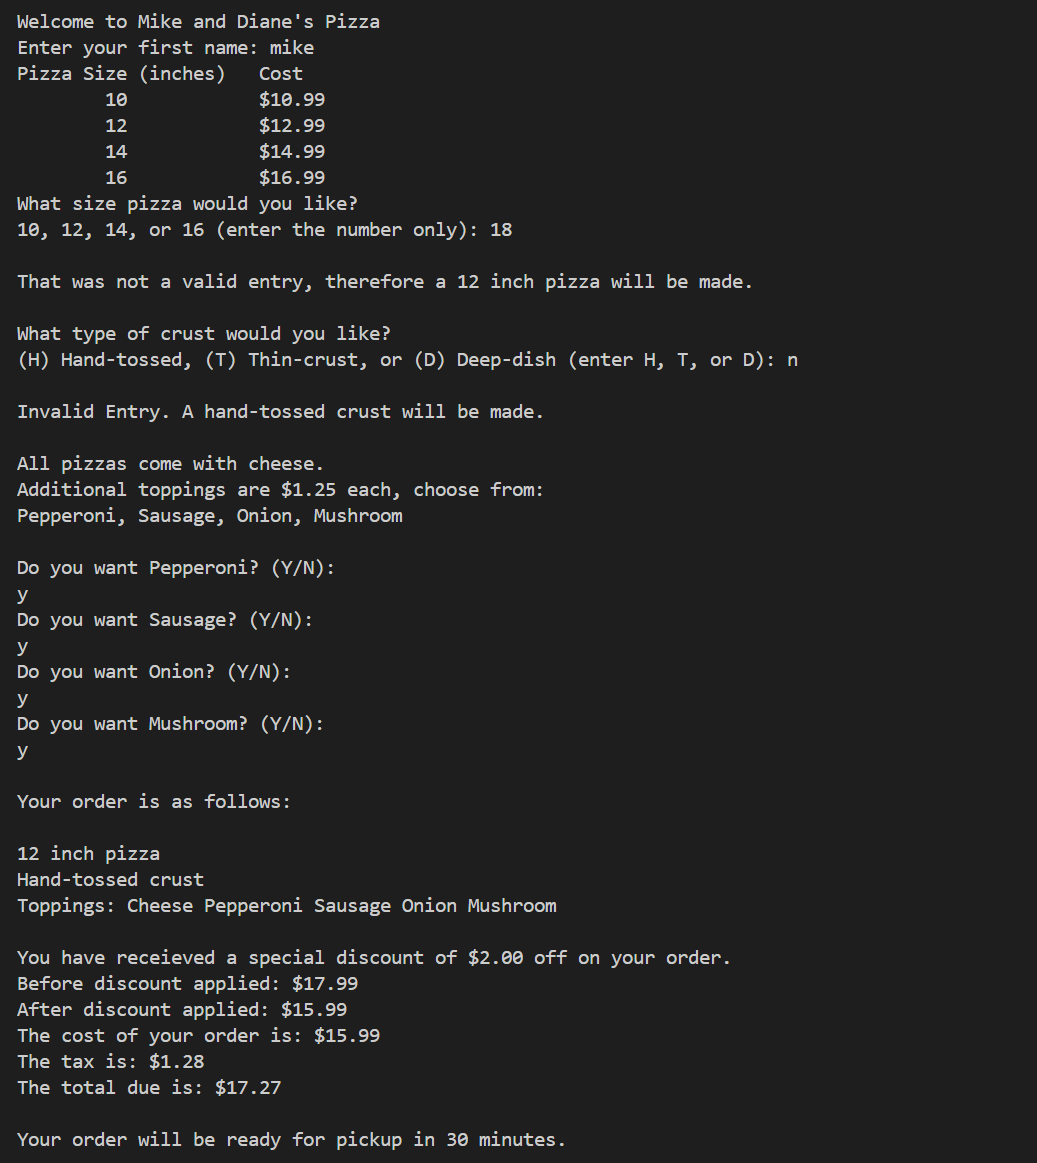 Welcome to Mike and Diane's Pizza
Enter your first name: mike
Pizza Size (inches)   Cost
        10            $10.99
        12            $12.99
        14            $14.99
        16            $16.99
What size pizza would you like?
10, 12, 14, or 16 (enter the number only): 18

That was not a valid entry, therefore a 12 inch pizza will be made.

What type of crust would you like?
(H) Hand-tossed, (T) Thin-crust, or (D) Deep-dish (enter H, T, or D): n

Invalid Entry. A hand-tossed crust will be made.

All pizzas come with cheese.
Additional toppings are $1.25 each, choose from:
Pepperoni, Sausage, Onion, Mushroom

Do you want Pepperoni? (Y/N):
y
Do you want Sausage? (Y/N):
y
Do you want Onion? (Y/N):
y
Do you want Mushroom? (Y/N):
y

Your order is as follows:

12 inch pizza
Hand-tossed crust
Toppings: Cheese Pepperoni Sausage Onion Mushroom

You have receieved a special discount of $2.00 off on your order.
Before discount applied: $17.99
After discount applied: $15.99
The cost of your order is: $15.99
The tax is: $1.28
The total due is: $17.27

Your order will be ready for pickup in 30 minutes.